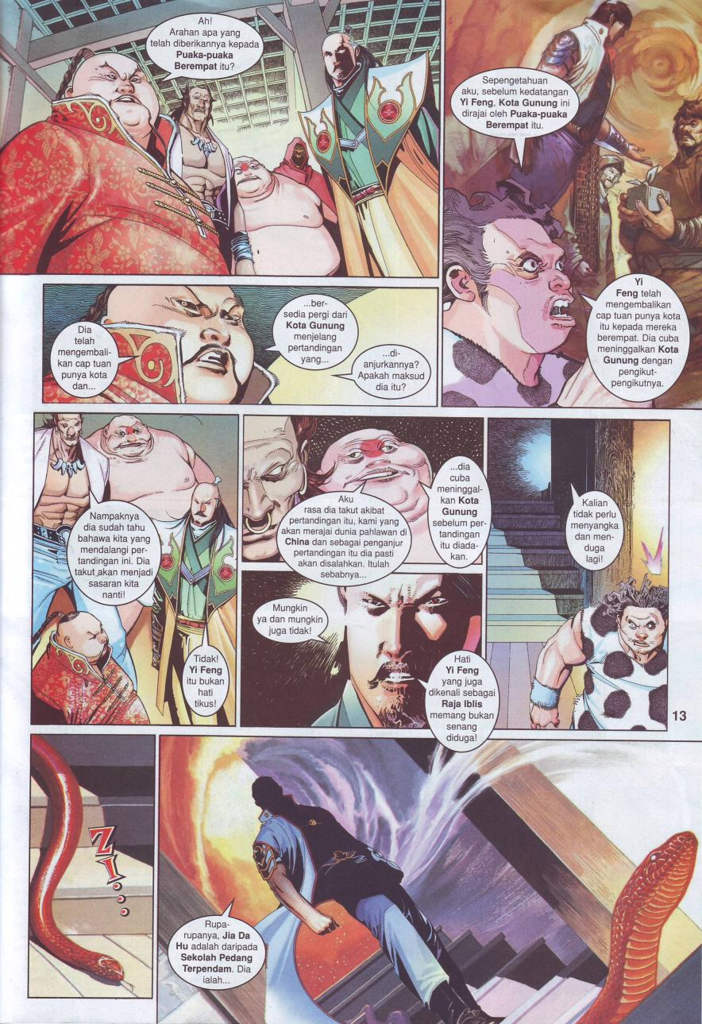 Ah!
Arahan apa yang
telah diberikannya kepada
Puaka-puaka
Berempat itu?
Sepengetahuan
aku, sebelum kedatangan
Yi Feng, Kota Gunung ini
dirajai oleh Puaka-puaka
Berempat itu.
Yi
Feng telah
mengembalikan
cap tuan punya kota
itu kepada mereka
berempat. Dia cuba
meninggalkan Kota
Gunung dengan
pengikut-
pengikutnya.
Dia
telah
mengembali-
kan cap tuan
punya kota
dan...
...ber-
sedia pergi dari
Kota Gunung
menjelang
pertandingan
yang...
...di-
anjurkannya?
Apakah maksud
dia itu?
Nampaknya
dia sudah tahu
bahawa kita yang
mendalangi per-
tandingan ini. Dia
takut akan menjadi
sasaran kita
nanti!
Tidak!
Yi Feng
itu bukan
hati
tikus!
Aku
rasa dia takut akibat
pertandingan itu, kami yang
akan merajai dunia pahlawan di
China dan sebagai penganjur
pertandingan itu dia pasti
akan disalahkan. Itulah
sebabnya...
...dia
cuba
meninggal-
kan Kota
Gunung
sebelum per-
tandingan
itu diada-
kan.
Mungkin
ya dan mungkin
juga tidak!
Hati
Yi Feng
yang juga
dikenali sebagai
Raja Iblis
memang bukan
senang
diduga!
Kalian
tidak perlu
menyangka
dan men-
duga
lagi!
13
ZI...
Rupa-
rupanya, Jia Da
Hu adalah daripada
Sekolah Pedang
Terpendam. Dia
ialah...